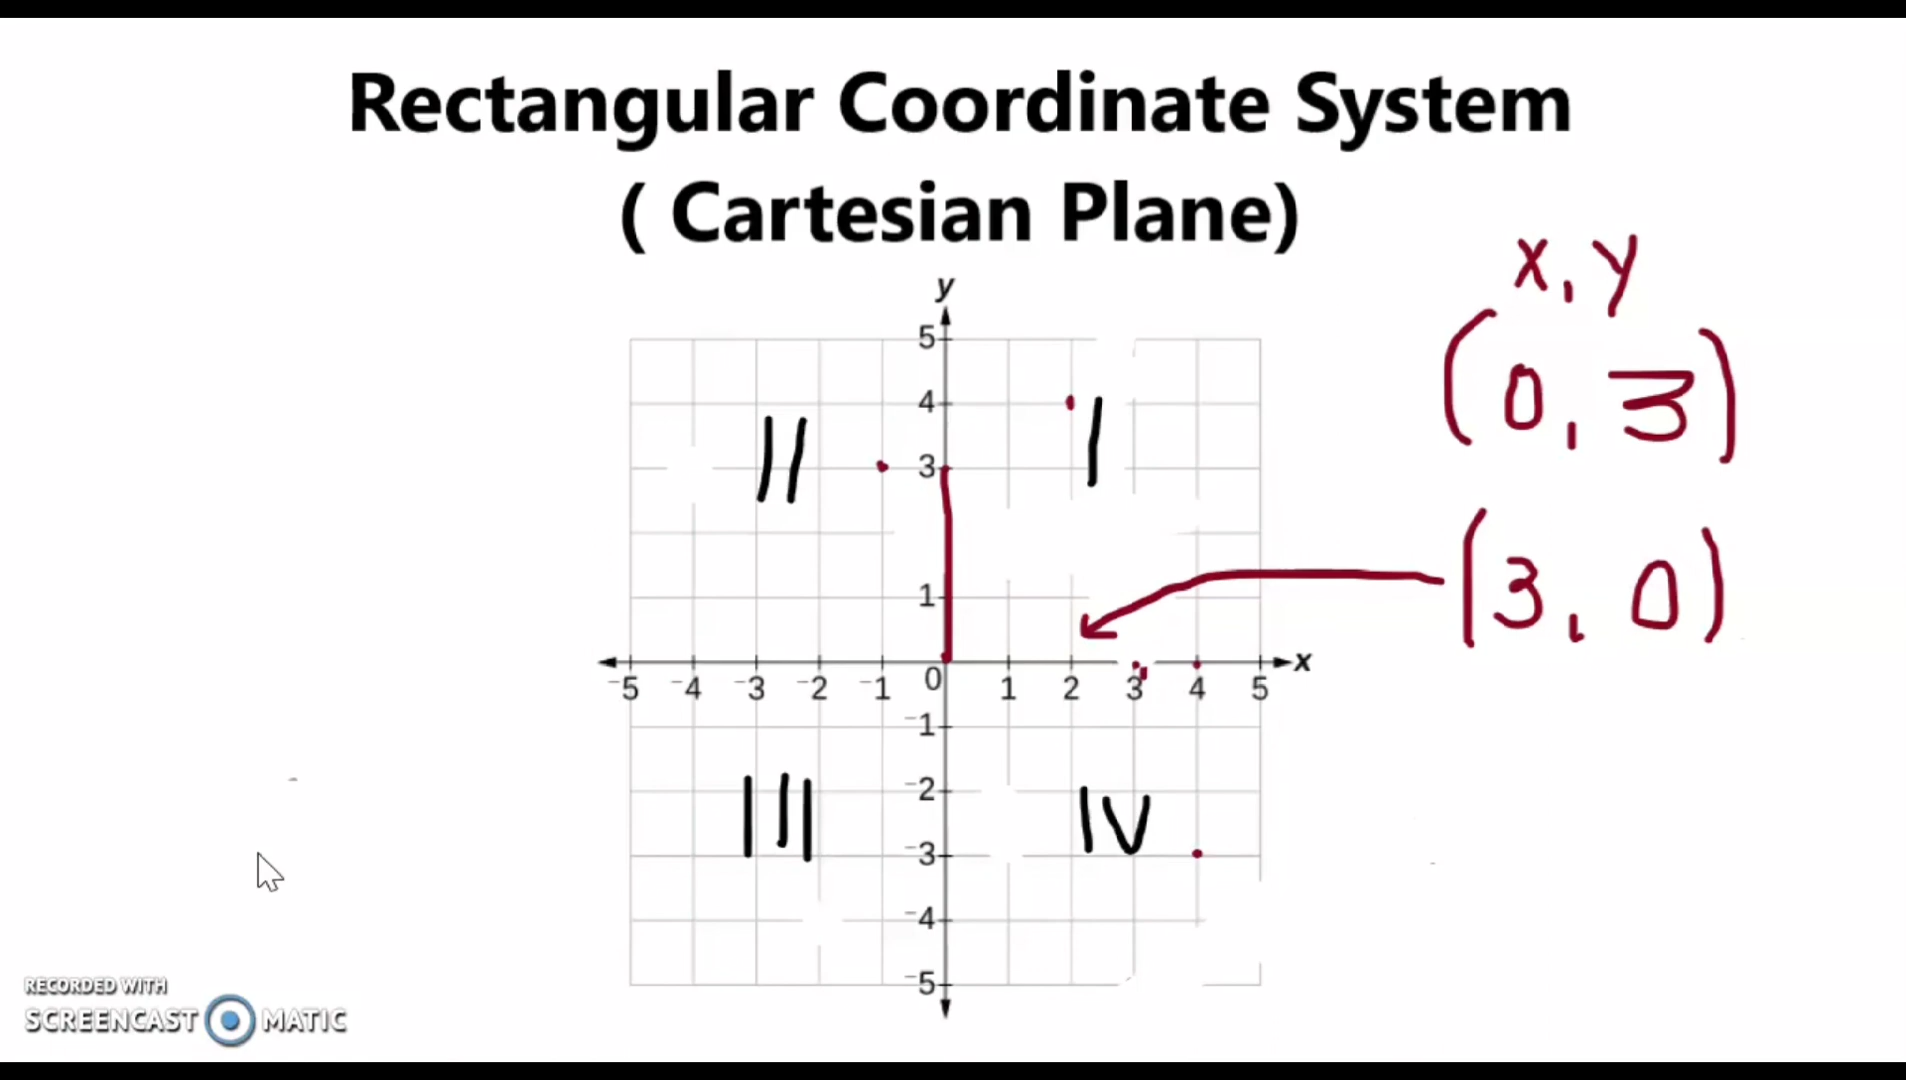 Rectangular Coordinate System
( Cartesian Plane)
x, y
(0, 3)
(3, 0)
y
5
4
3
1
II
I
-5 -4 -3 -2 -1 0 1 2 3 4 5 x
-1
-2
-3
-4
-5
III
IV
RECORDED WITH
SCREENCAST MATIC